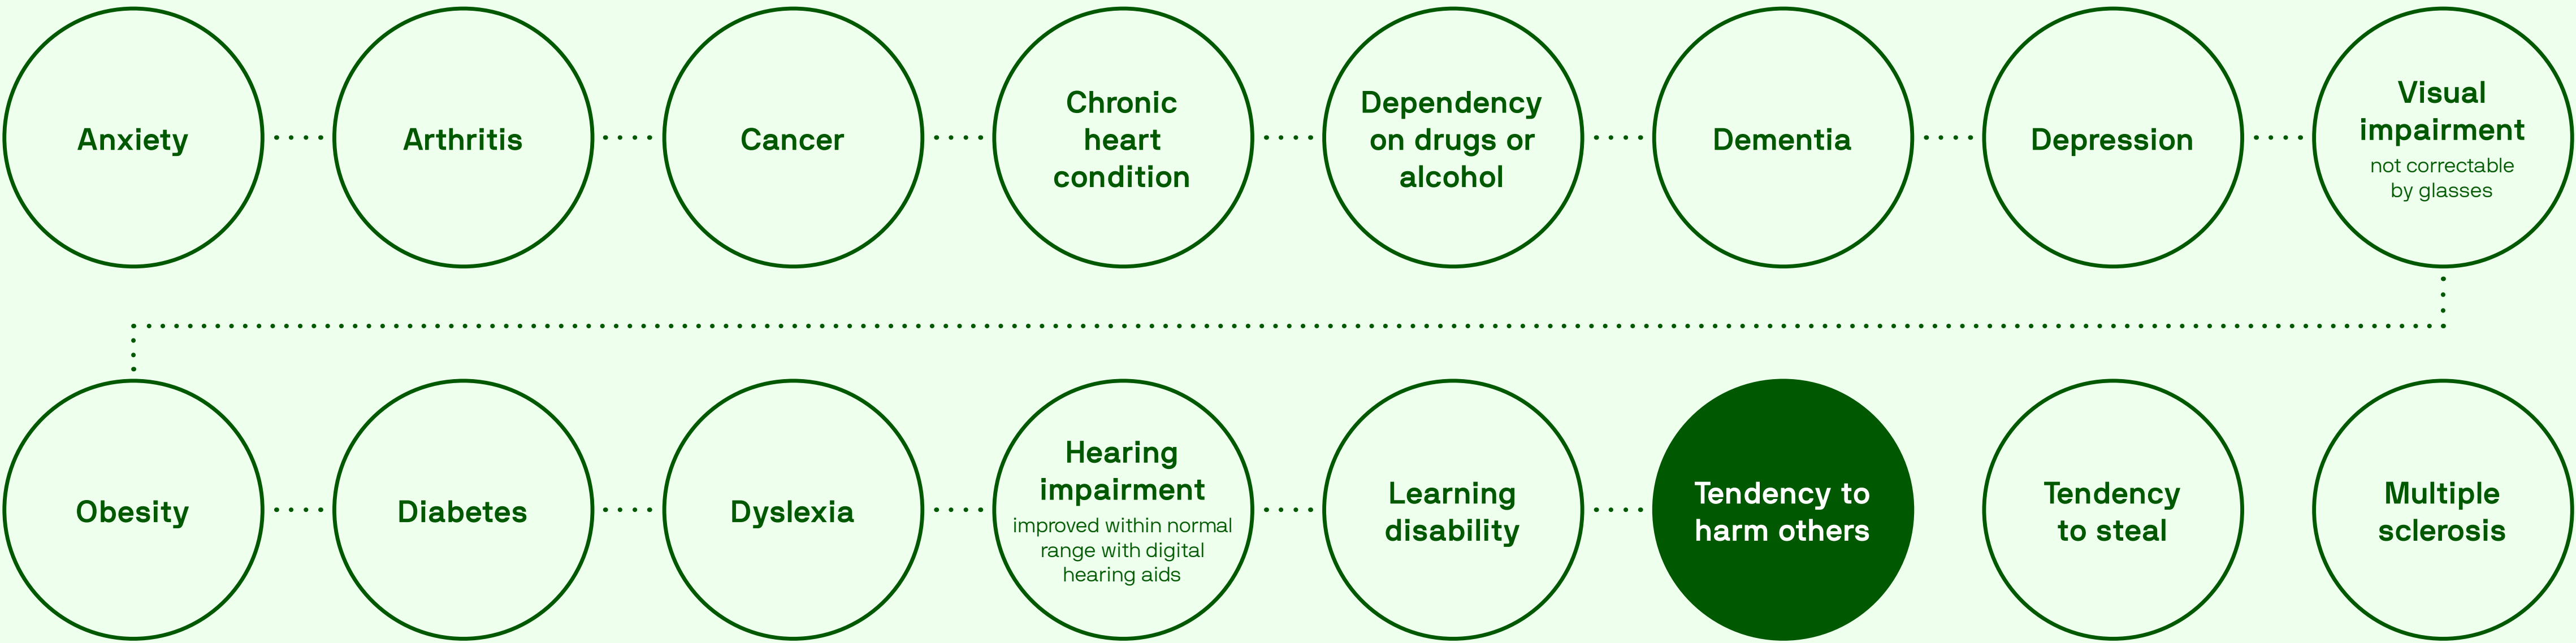 Anxiety
Arthritis
Cancer
Chronic
heart
condition
Dependency
on drugs or
alcohol
Dementia
Depression
Visual
impairment
not correctable
by glasses
Obesity
Diabetes
Dyslexia
Hearing
impairment
improved within normal
range with digital
hearing aids
Learning
disability
Tendency to
harm others
Tendency
to steal
Multiple
sclerosis